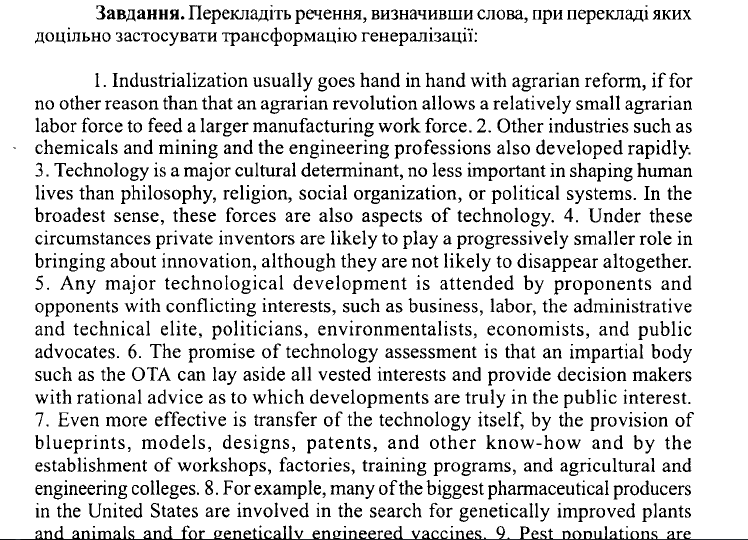 Завдання. Перекладіть речення, визначивши слова, при перекладі яких
доцільно застосувати трансформацію генералізації:
1. Industrialization usually goes hand in hand with agrarian reform, if for
no other reason than that an agrarian revolution allows a relatively small agrarian
labor force to feed a larger manufacturing work force. 2. Other industries such as
chemicals and mining and the engineering professions also developed rapidly.
3. Technology is a major cultural determinant, no less important in shaping human
lives than philosophy, religion, social organization, or political systems. In the
broadest sense, these forces are also aspects of technology. 4. Under these
circumstances private inventors are likely to play a progressively smaller role in
bringing about innovation, although they are not likely to disappear altogether.
5. Any major technological development is attended by proponents and
opponents with conflicting interests, such as business, labor, the administrative
and technical elite, politicians, environmentalists, economists, and public
advocates. 6. The promise of technology assessment is that an impartial body
such as the OTA can lay aside all vested interests and provide decision makers
with rational advice as to which developments are truly in the public interest.
7. Even more effective is transfer of the technology itself, by the provision of
blueprints, models, designs, patents, and other know-how and by the
establishment of workshops, factories, training programs, and agricultural and
engineering colleges. 8. For example, many of the biggest pharmaceutical producers
in the United States are involved in the search for genetically improved plants
and animals and for genetically engineered vaccines. 9. Pest populations are